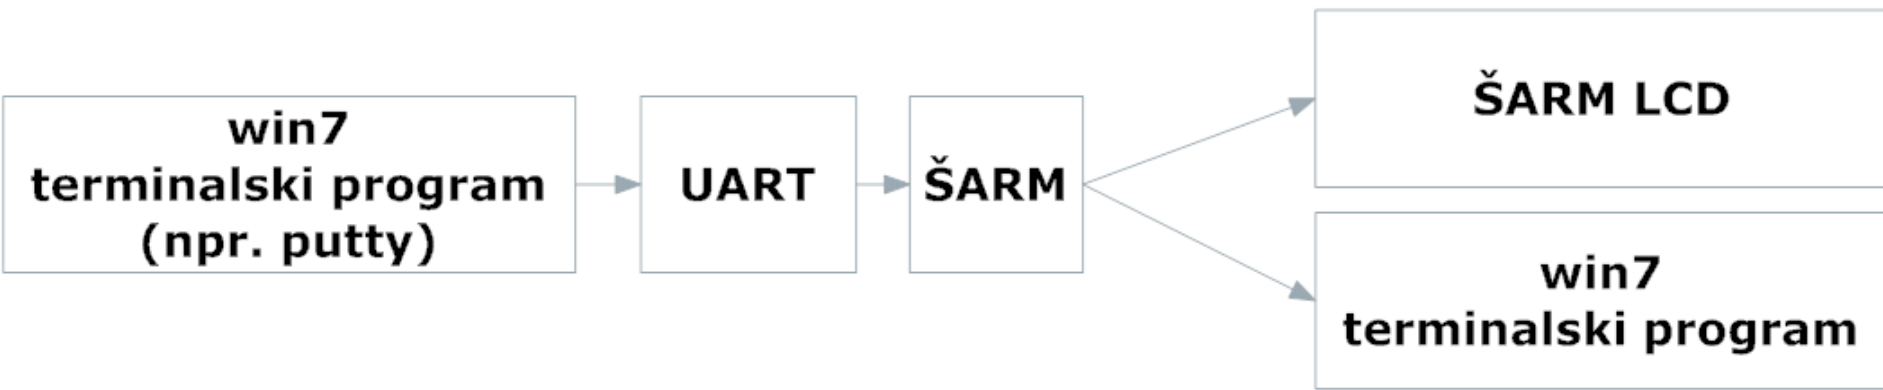 win7
terminalski program
(npr. putty)
UART
ŠARM
ŠARM LCD
win7
terminalski program